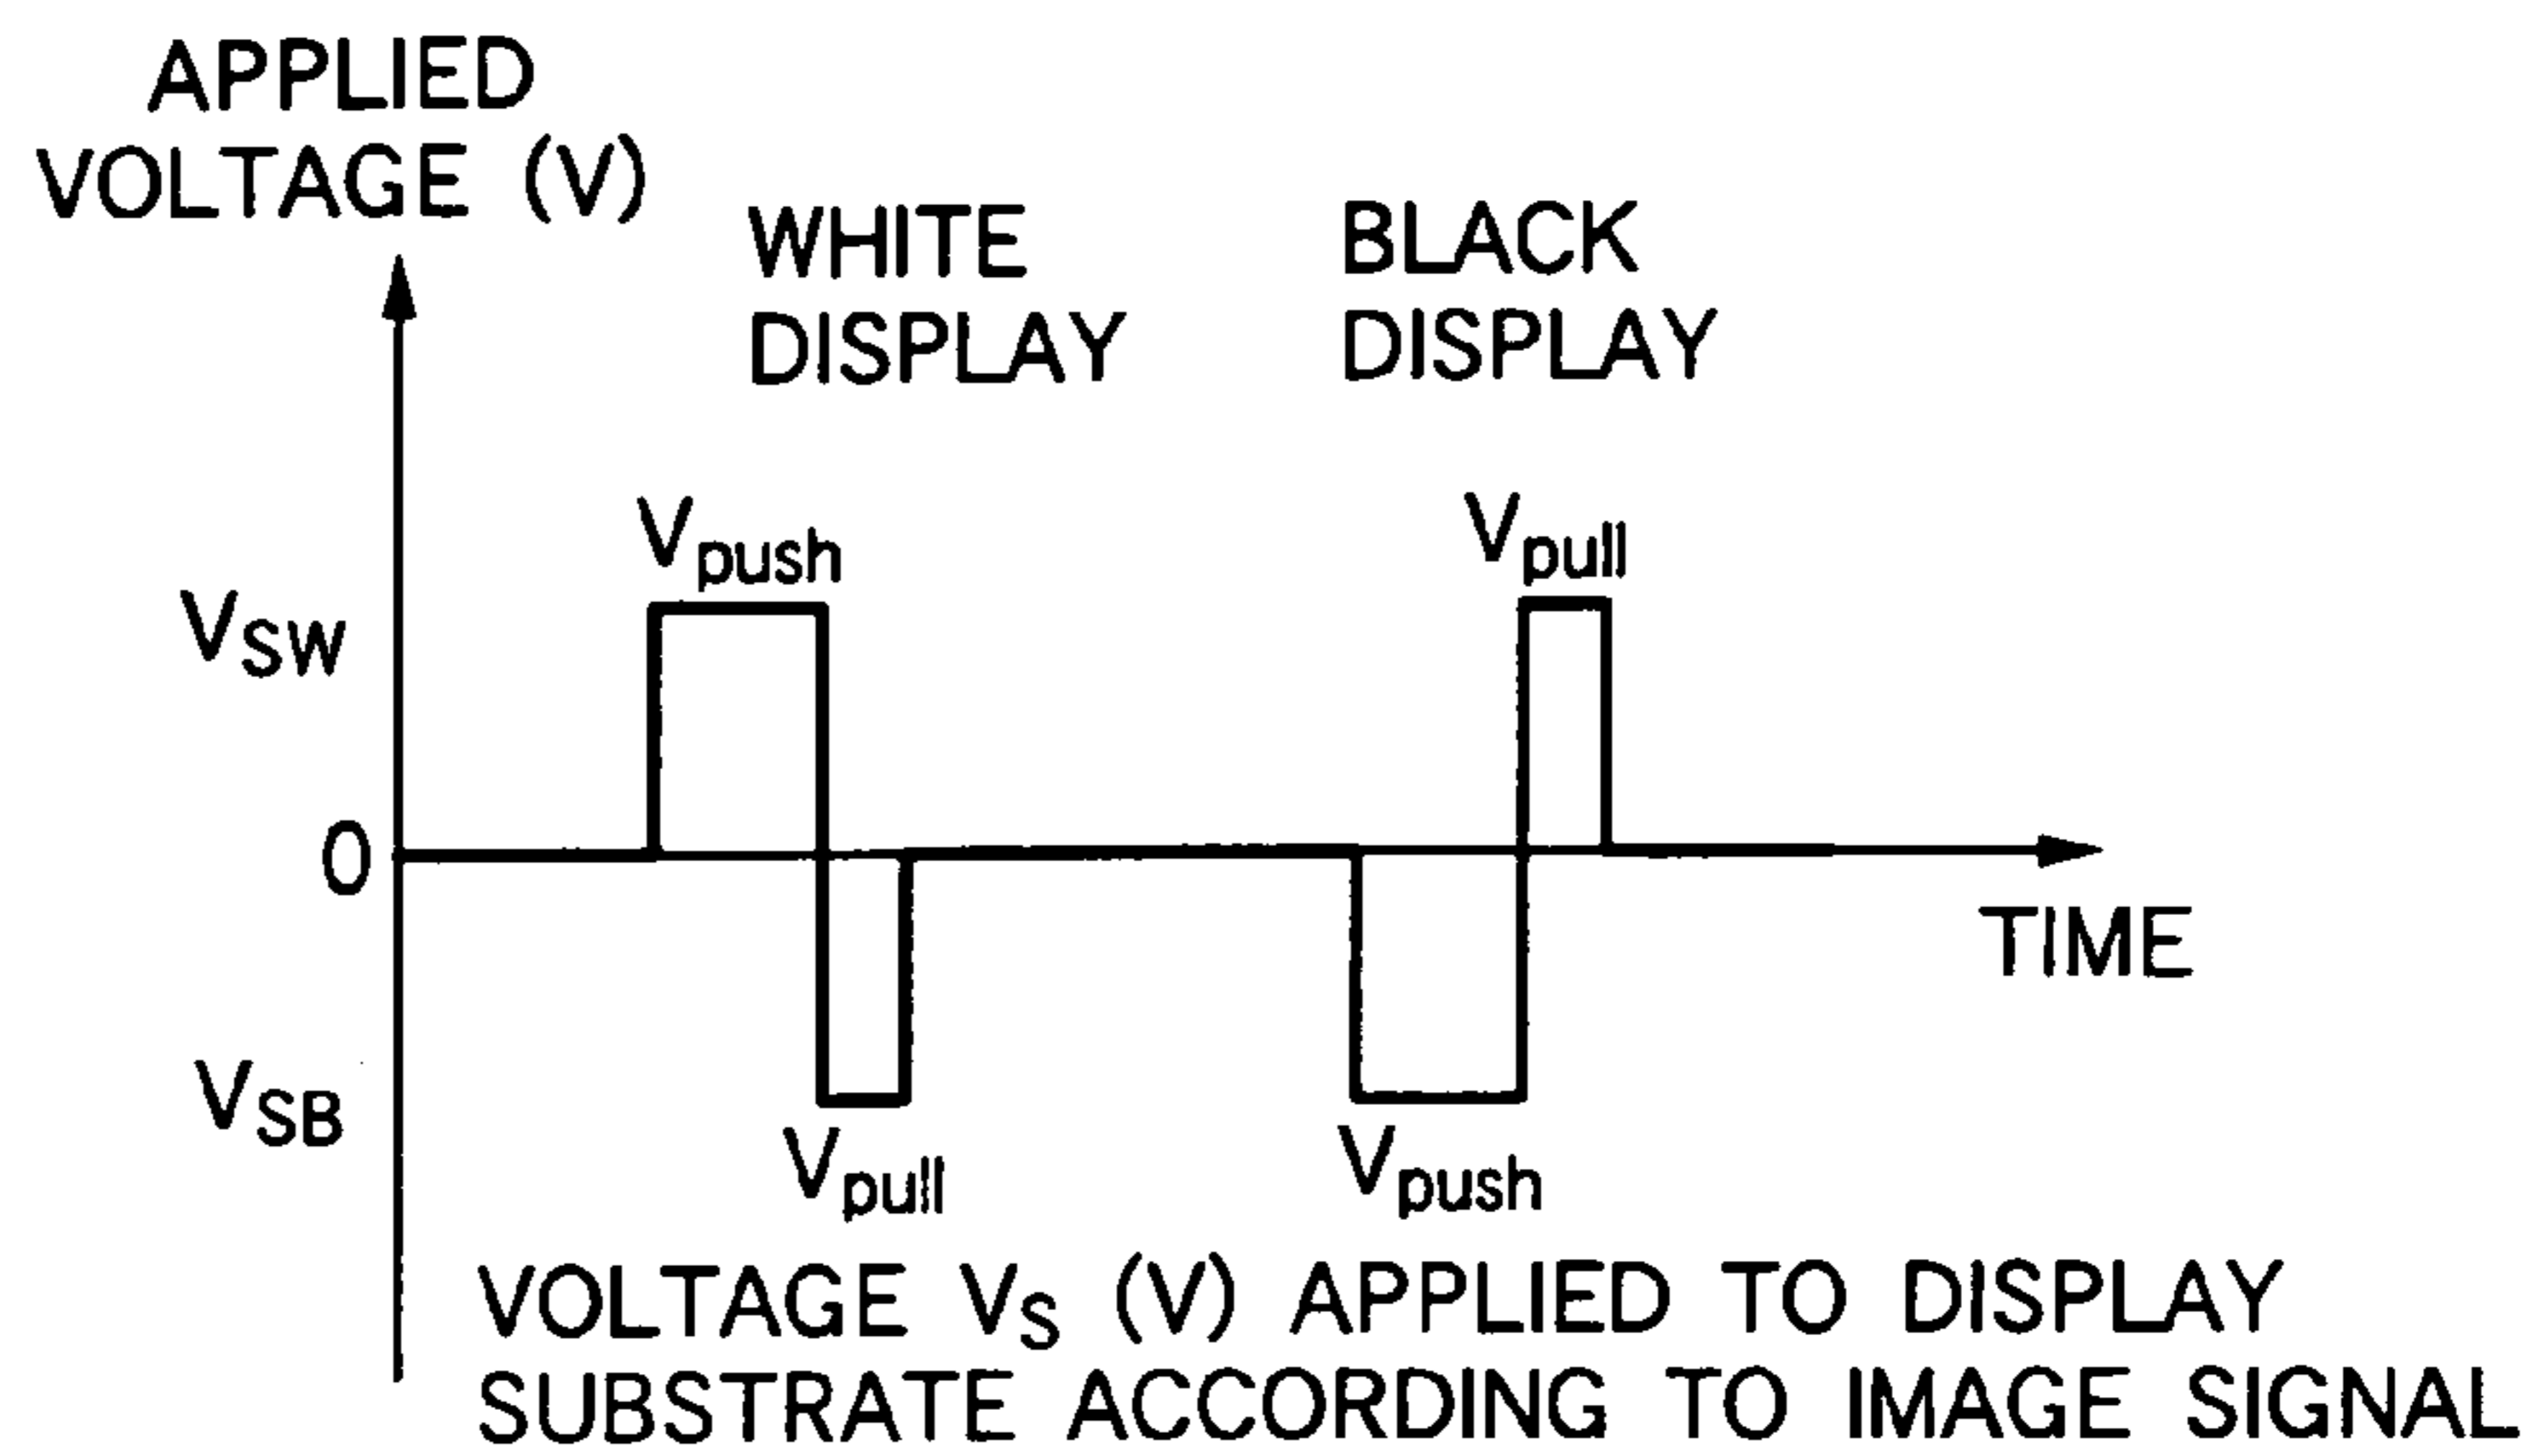 APPLIED
VOLTAGE (V)
WHITE
DISPLAY
BLACK
DISPLAY
Vpush
Vpull
VSW
0
TIME
VSB
Vpull
Vpush
VOLTAGE VS (V) APPLIED TO DISPLAY
SUBSTRATE ACCORDING TO IMAGE SIGNAL